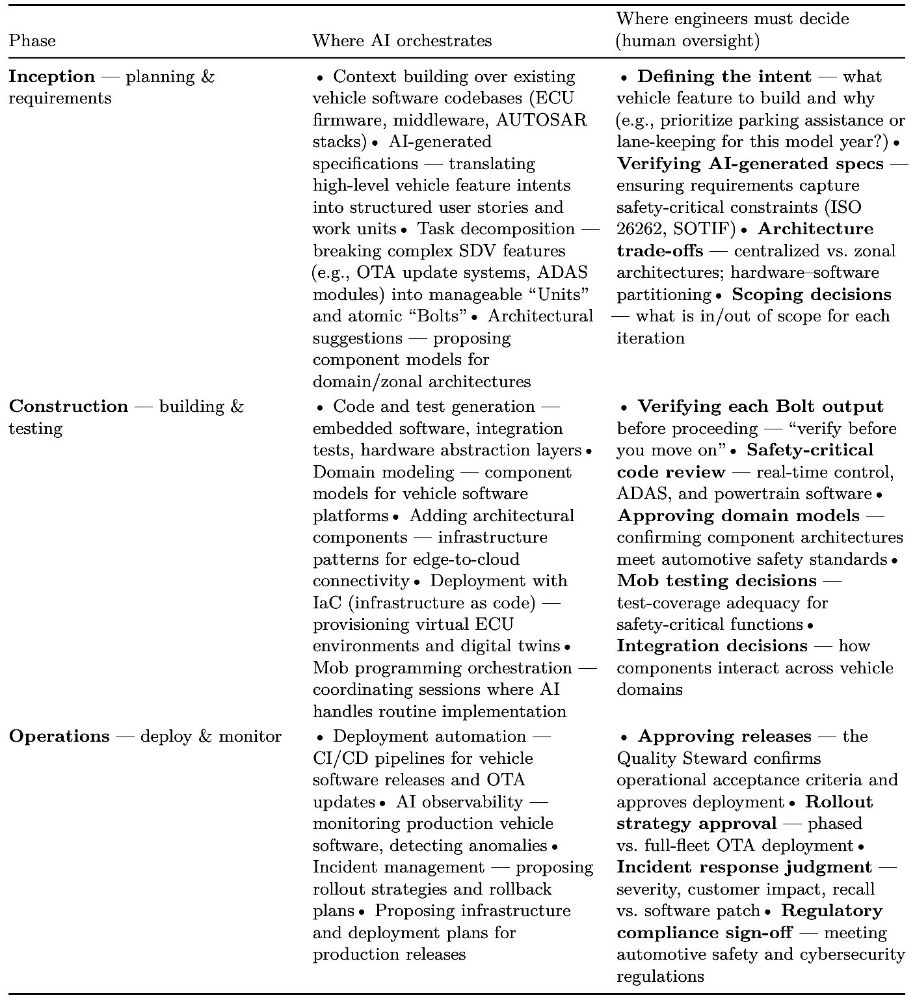 Phase
Where AI orchestrates
Where engineers must decide
(human oversight)
Inception — planning &
requirements
• Context building over existing
vehicle software codebases (ECU
firmware, middleware, AUTOSAR
stacks) • AI-generated
specifications — translating
high-level vehicle feature intents
into structured user stories and
work units • Task decomposition —
breaking complex SDV features
(e.g., OTA update systems, ADAS
modules) into manageable “Units”
and atomic “Bolts” • Architectural
suggestions — proposing
component models for
domain/zonal architectures
• Defining the intent — what
vehicle feature to build and why
(e.g., prioritize parking assistance or
lane-keeping for this model year?) •
Verifying AI-generated specs —
ensuring requirements capture
safety-critical constraints (ISO
26262, SOTIF) • Architecture
trade-offs — centralized vs. zonal
architectures; hardware–software
partitioning • Scoping decisions
— what is in/out of scope for each
iteration
Construction — building &
testing
• Code and test generation —
embedded software, integration
tests, hardware abstraction layers •
Domain modeling — component
models for vehicle software
platforms • Adding architectural
components — infrastructure
patterns for edge-to-cloud
connectivity • Deployment with
IaC (infrastructure as code) —
provisioning virtual ECU
environments and digital twins •
Mob programming orchestration —
coordinating sessions where AI
handles routine implementation
• Verifying each Bolt output
before proceeding — “verify before
you move on” • Safety-critical
code review — real-time control,
ADAS, and powertrain software •
Approving domain models —
confirming component architectures
meet automotive safety standards •
Mob testing decisions —
test-coverage adequacy for
safety-critical functions •
Integration decisions — how
components interact across vehicle
domains
Operations — deploy & monitor
• Deployment automation —
CI/CD pipelines for vehicle
software releases and OTA
updates • AI observability —
monitoring production vehicle
software, detecting anomalies •
Incident management — proposing
rollout strategies and rollback
plans • Proposing infrastructure
and deployment plans for
production releases
• Approving releases — the
Quality Steward confirms
operational acceptance criteria and
approves deployment • Rollout
strategy approval — phased
vs. full-fleet OTA deployment •
Incident response judgment —
severity, customer impact, recall
vs. software patch • Regulatory
compliance sign-off — meeting
automotive safety and cybersecurity
regulations